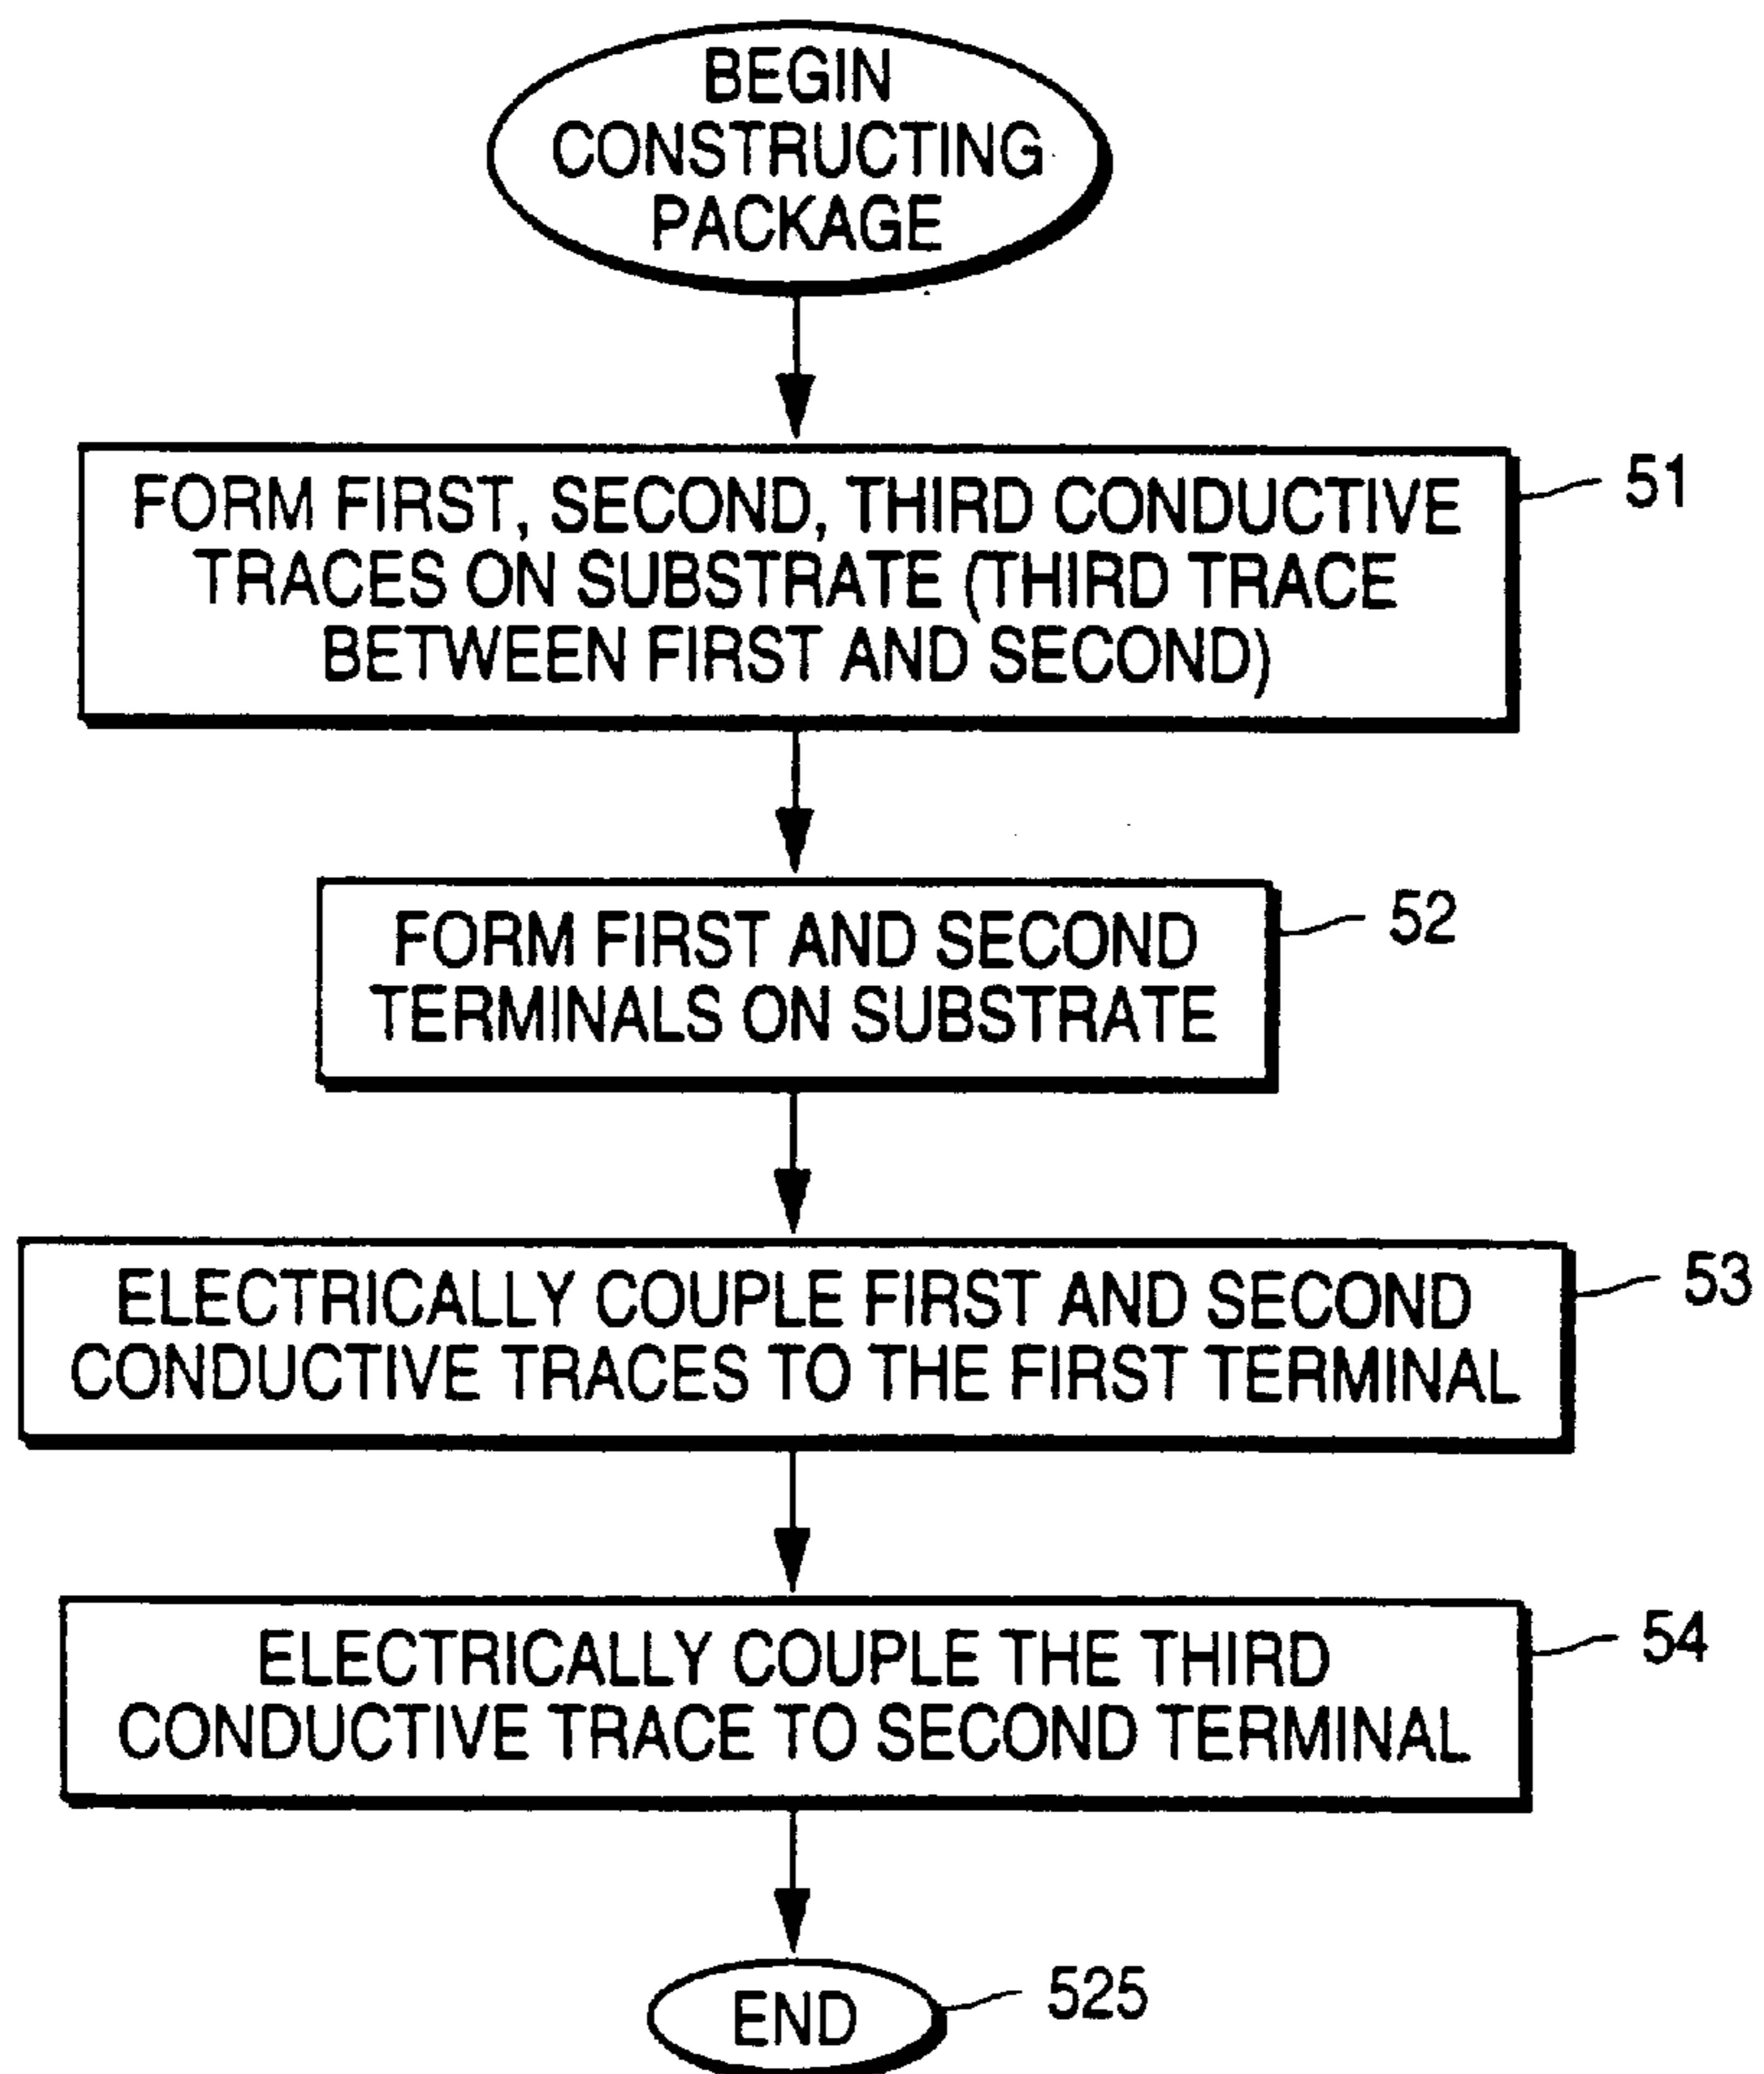 BEGIN
CONSTRUCTING
PACKAGE
FORM FIRST, SECOND, THIRD CONDUCTIVE
TRACES ON SUBSTRATE (THIRD TRACE
BETWEEN FIRST AND SECOND)
51
FORM FIRST AND SECOND
TERMINALS ON SUBSTRATE
52
ELECTRICALLY COUPLE FIRST AND SECOND
CONDUCTIVE TRACES TO THE FIRST TERMINAL
53
ELECTRICALLY COUPLE THE THIRD
CONDUCTIVE TRACE TO SECOND TERMINAL
54
END
525